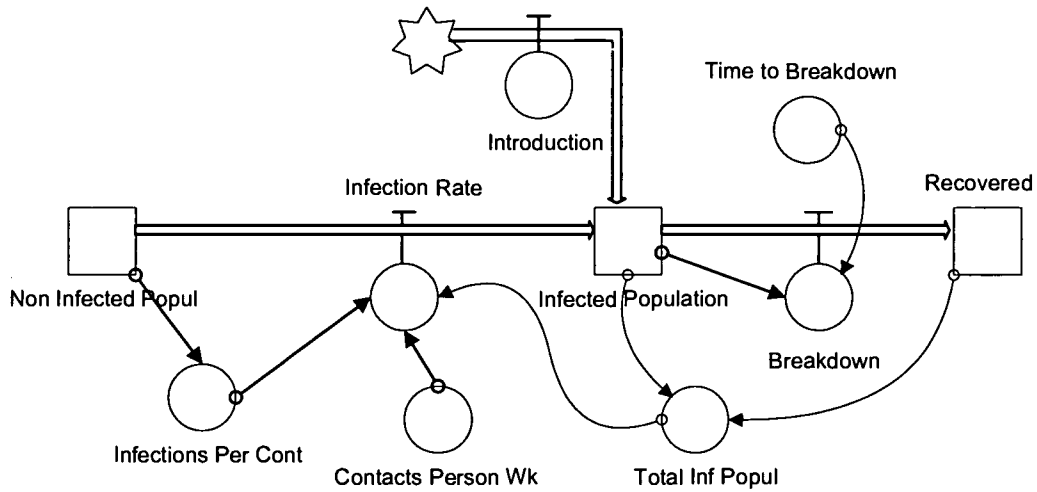 Time to Breakdown
Introduction
Infection Rate
Recovered
Non Infected Popul
Infected Population
Breakdown
Infections Per Cont
Contacts Person Wk
Total Inf Popul